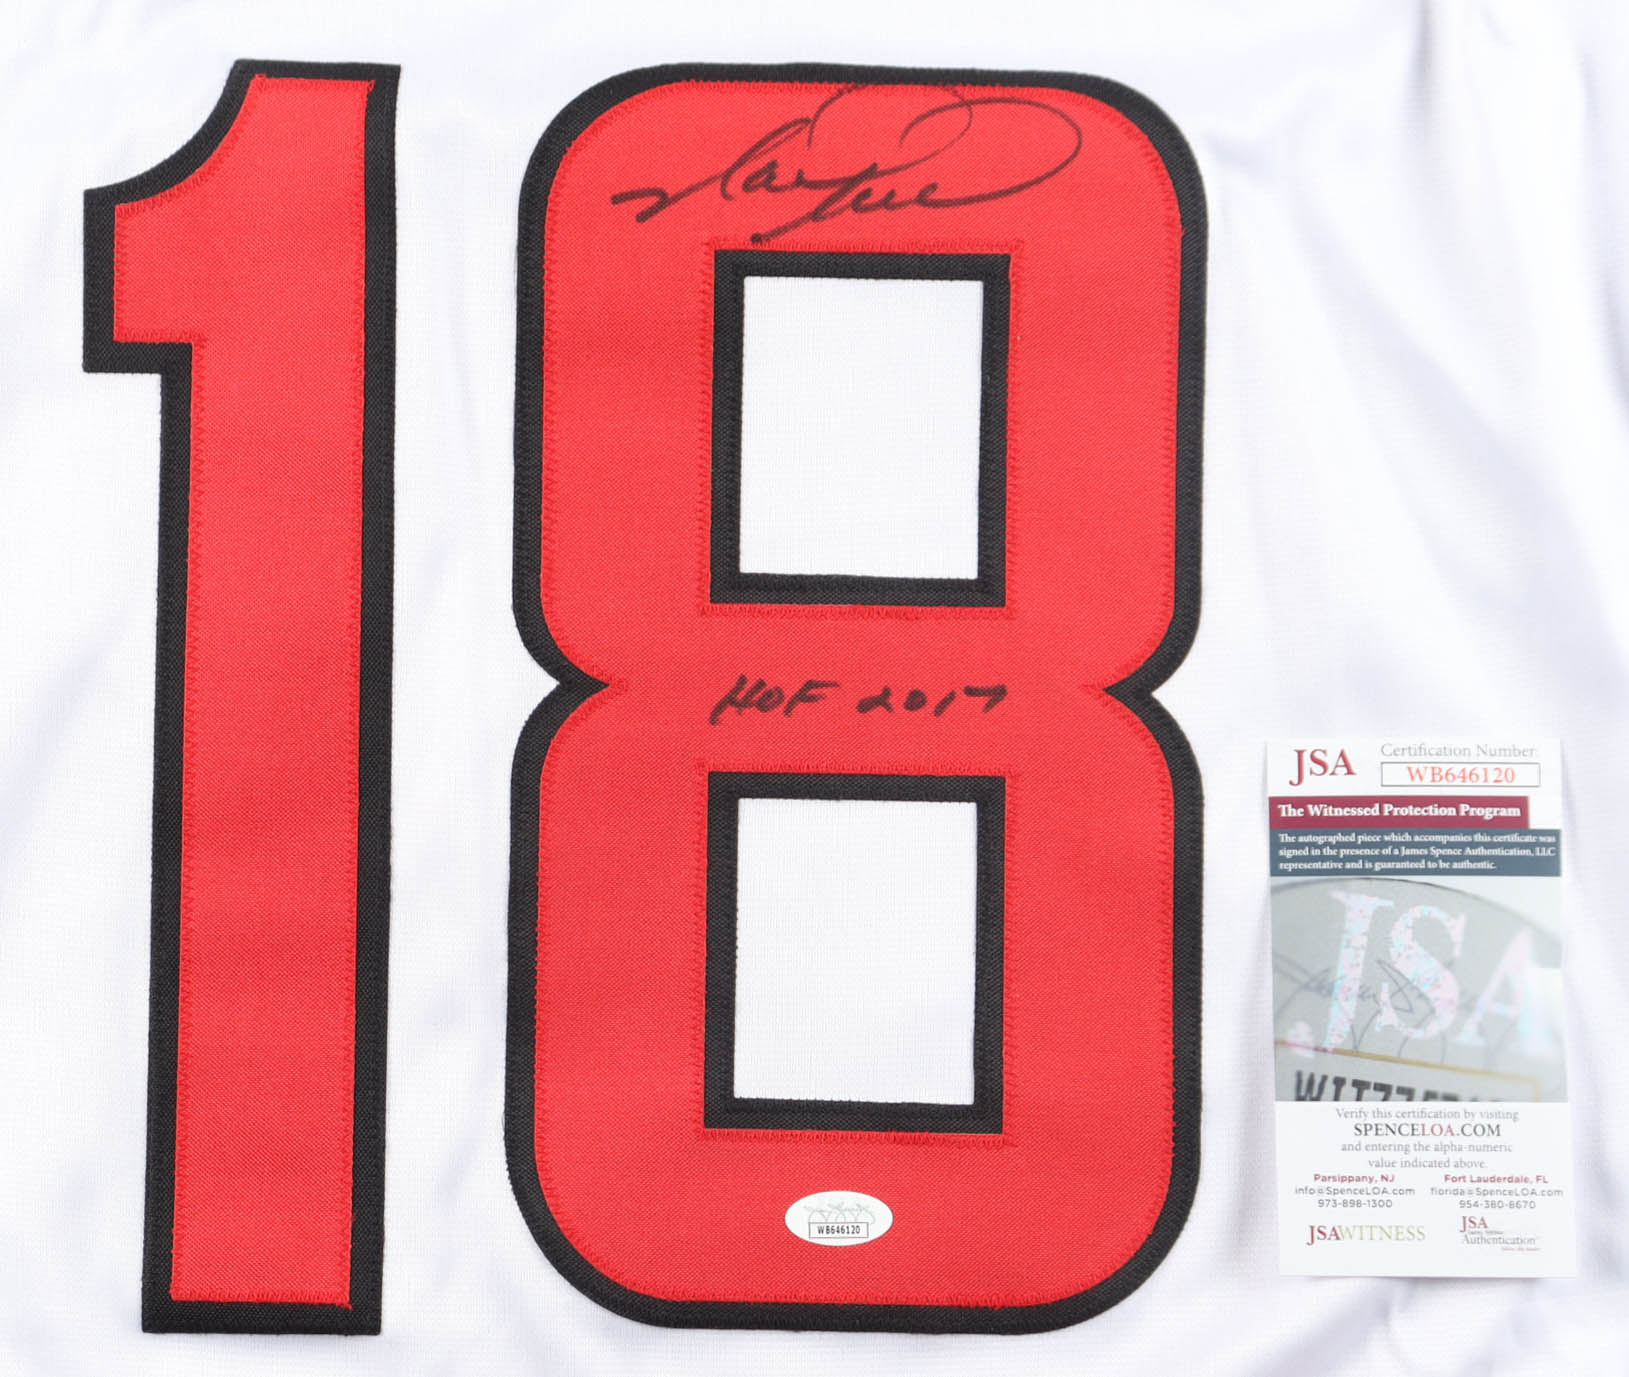 18
HOF 2017
WB646120
JSA
Certification Number:
WB646120
The Witnessed Protection Program
The autographed piece which accompanies this certificate was
signed in the presence of a James Spence Authentication, LLC
representative and is guaranteed to be authentic.
JSA
Verify this certification by visiting
SPENCELOA.COM
and entering the alpha-numeric
value indicated above.
Parsippany, NJ
info@SpenceLOA.com
973-898-1300
Fort Lauderdale, FL
florida@SpenceLOA.com
954-380-8670
JSAWITNESS
JSA
Authentication